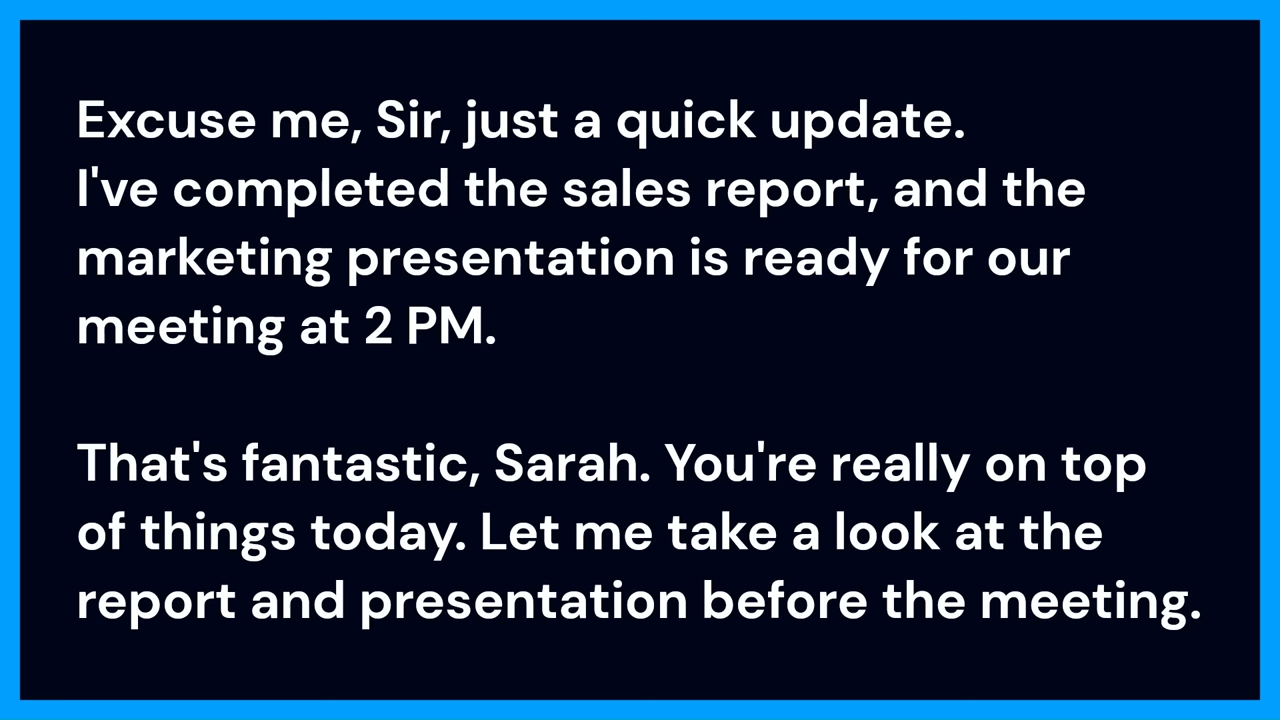 Excuse me, Sir, just a quick update.
I've completed the sales report, and the
marketing presentation is ready for our
meeting at 2 PM.
That's fantastic, Sarah. You're really on top
of things today. Let me take a look at the
report and presentation before the meeting.